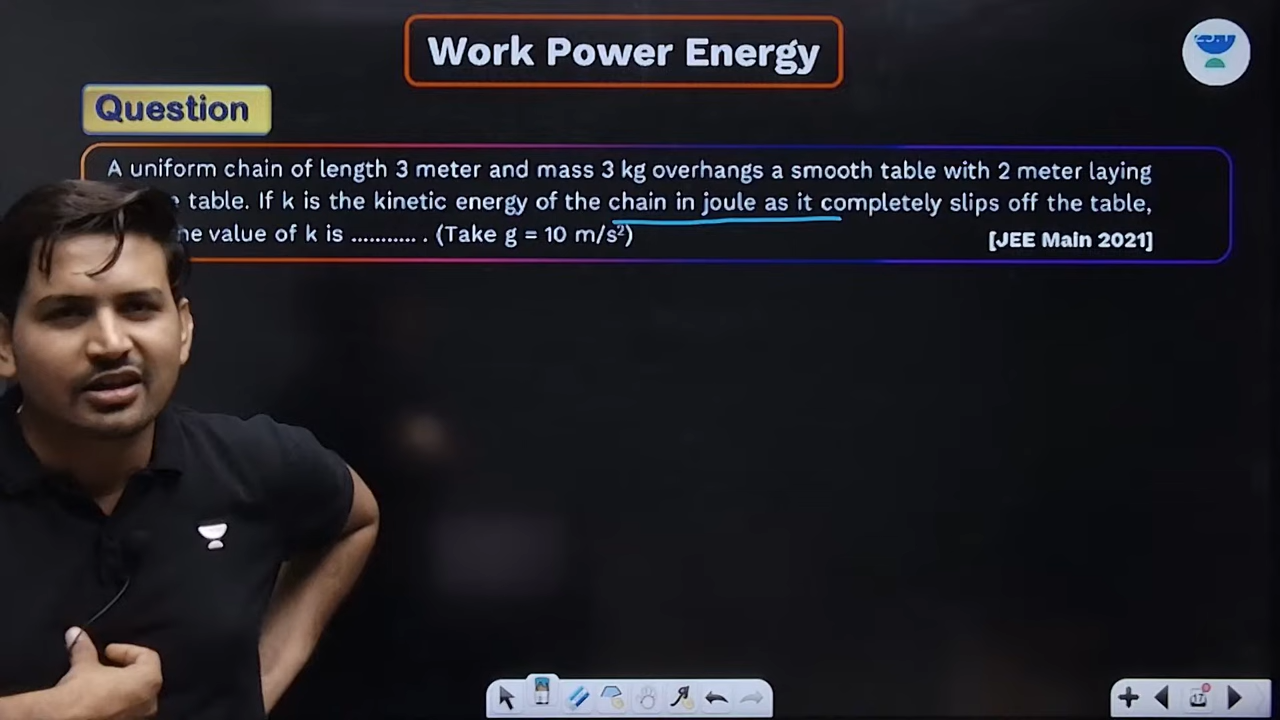 Work Power Energy
Question
A uniform chain of length 3 meter and mass 3 kg overhangs a smooth table with 2 meter laying
table. If k is the kinetic energy of the chain in joule as it completely slips off the table,
value of k is ........... . (Take g = 10 m/s²)
[JEE Main 2021]
17